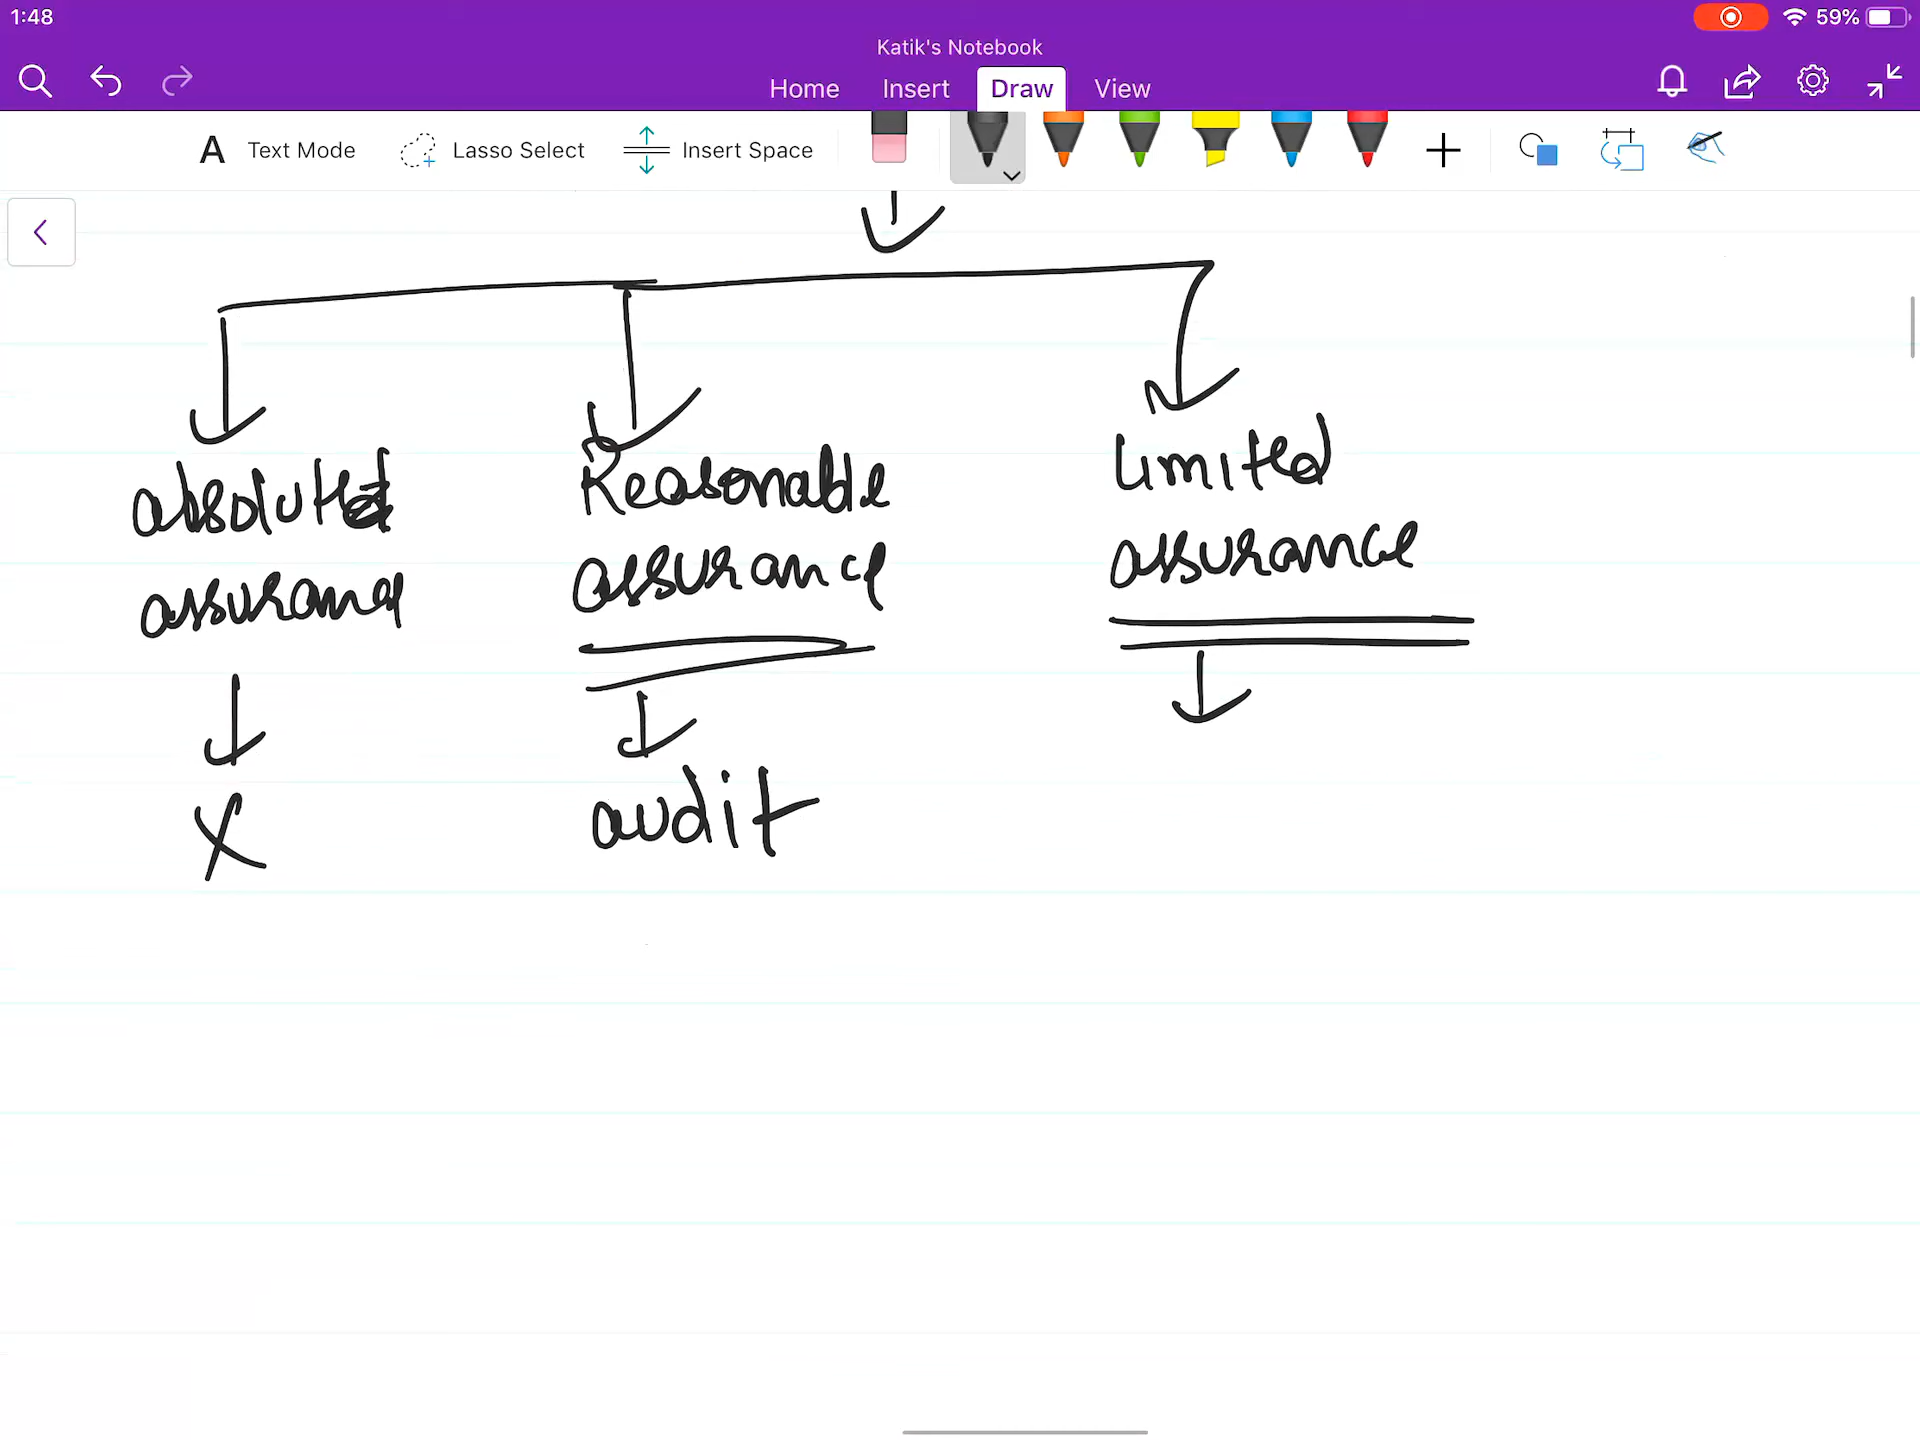 1:48
59%
Katik's Notebook
Home Insert Draw View
A Text Mode Lasso Select Insert Space
absolute
assurance
Reasonable
assurance
Limited
assurance
X
audit